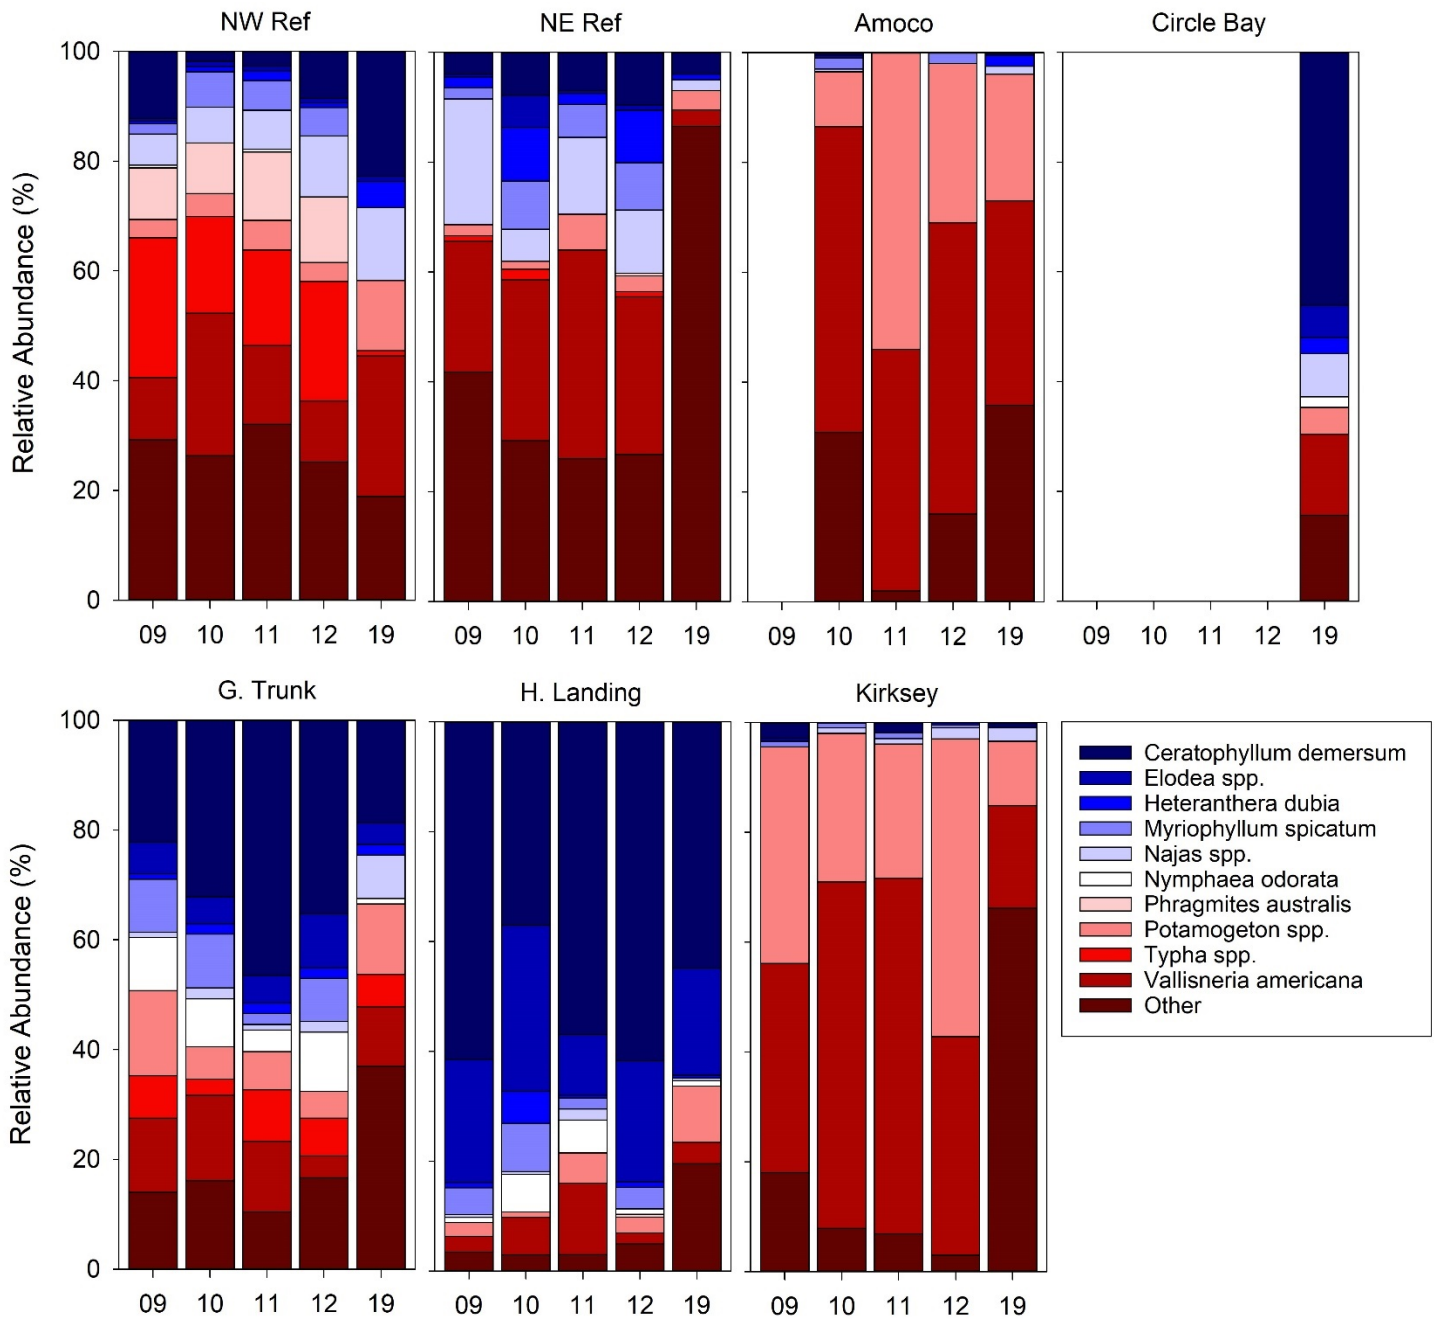 NW Ref NE Ref Amoco Circle Bay
Relative Abundance (%)
100
80
60
40
20
0
09 10 11 12 19 09 10 11 12 19 09 10 11 12 19 09 10 11 12 19
G. Trunk H. Landing Kirksey
Relative Abundance (%)
100
80
60
40
20
0
09 10 11 12 19 09 10 11 12 19 09 10 11 12 19
Ceratophyllum demersum
Elodea spp.
Heteranthera dubia
Myriophyllum spicatum
Najas spp.
Nymphaea odorata
Phragmites australis
Potamogeton spp.
Typha spp.
Vallisneria americana
Other